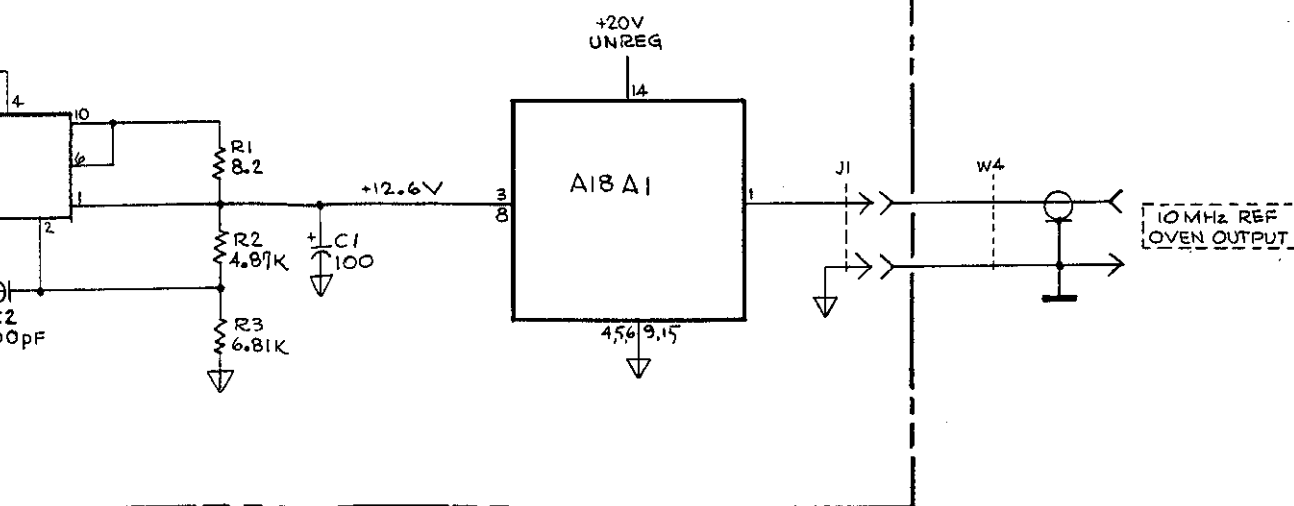 +20V
UNREG
14
4
10
6
1
2
R1
8.2
+12.6V
3
8
A18 A1
1
J1
W4
10 MHz REF
OVEN OUTPUT
R2
4.87K
+
C1
100
R3
6.81K
4,5,6
9,15